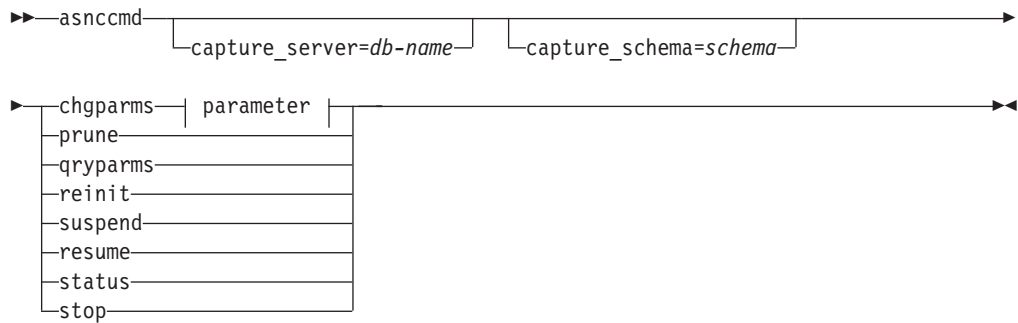 asnccmd
capture_server=db-name capture_schema=schema
chgparms parameter
prune
qryparms
reinit
suspend
resume
status
stop